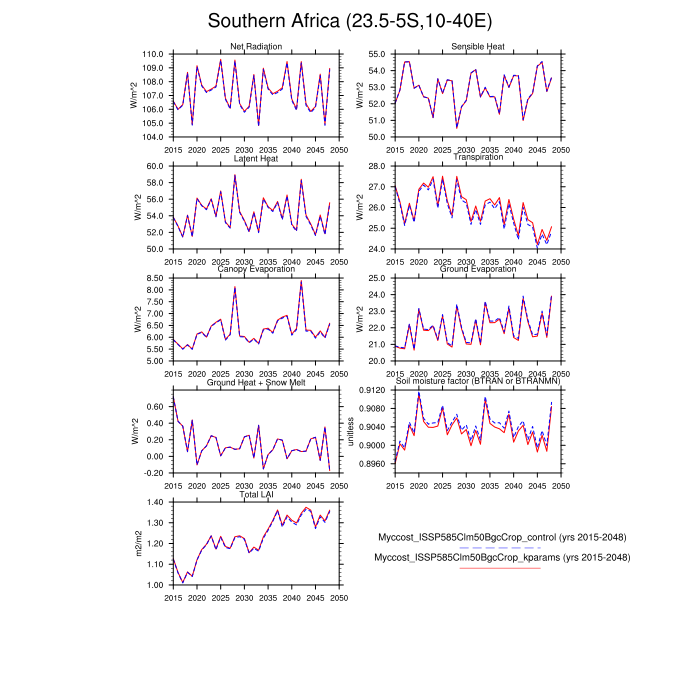 Southern Africa (23.5-5S,10-40E)
Net Radiation
W/m^2
110.0
109.0
108.0
107.0
106.0
105.0
104.0
2015 2020 2025 2030 2035 2040 2045 2050
Sensible Heat
W/m^2
55.0
54.0
53.0
52.0
51.0
50.0
2015 2020 2025 2030 2035 2040 2045 2050
Latent Heat
W/m^2
60.0
58.0
56.0
54.0
52.0
50.0
2015 2020 2025 2030 2035 2040 2045 2050
Transpiration
W/m^2
28.0
27.0
26.0
25.0
24.0
2015 2020 2025 2030 2035 2040 2045 2050
Canopy Evaporation
W/m^2
8.50
8.00
7.50
7.00
6.50
6.00
5.50
5.00
2015 2020 2025 2030 2035 2040 2045 2050
Ground Evaporation
W/m^2
25.0
24.0
23.0
22.0
21.0
20.0
2015 2020 2025 2030 2035 2040 2045 2050
Ground Heat + Snow Melt
W/m^2
0.60
0.40
0.20
0.00
-0.20
2015 2020 2025 2030 2035 2040 2045 2050
Soil moisture factor (BTRAN or BTRANMN)
unitless
0.9120
0.9080
0.9040
0.9000
0.8960
2015 2020 2025 2030 2035 2040 2045 2050
Total LAI
m2/m2
1.40
1.30
1.20
1.10
1.00
2015 2020 2025 2030 2035 2040 2045 2050
Myccost_ISSP585Clm50BgcCrop_control (yrs 2015-2048)
Myccost_ISSP585Clm50BgcCrop_kparams (yrs 2015-2048)